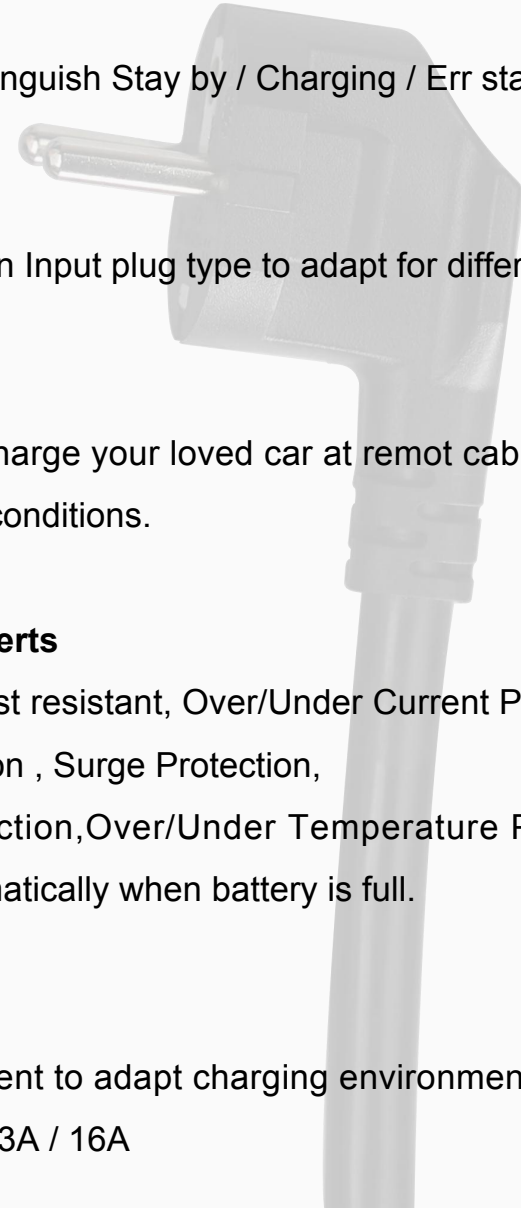 nguish Stay by / Charging / Err sta
n Input plug type to adapt for differ
harge your loved car at remot cab
conditions.
erts
st resistant, Over/Under Current P
on , Surge Protection,
ction,Over/Under Temperature P
matically when battery is full.
ent to adapt charging environmen
3A / 16A